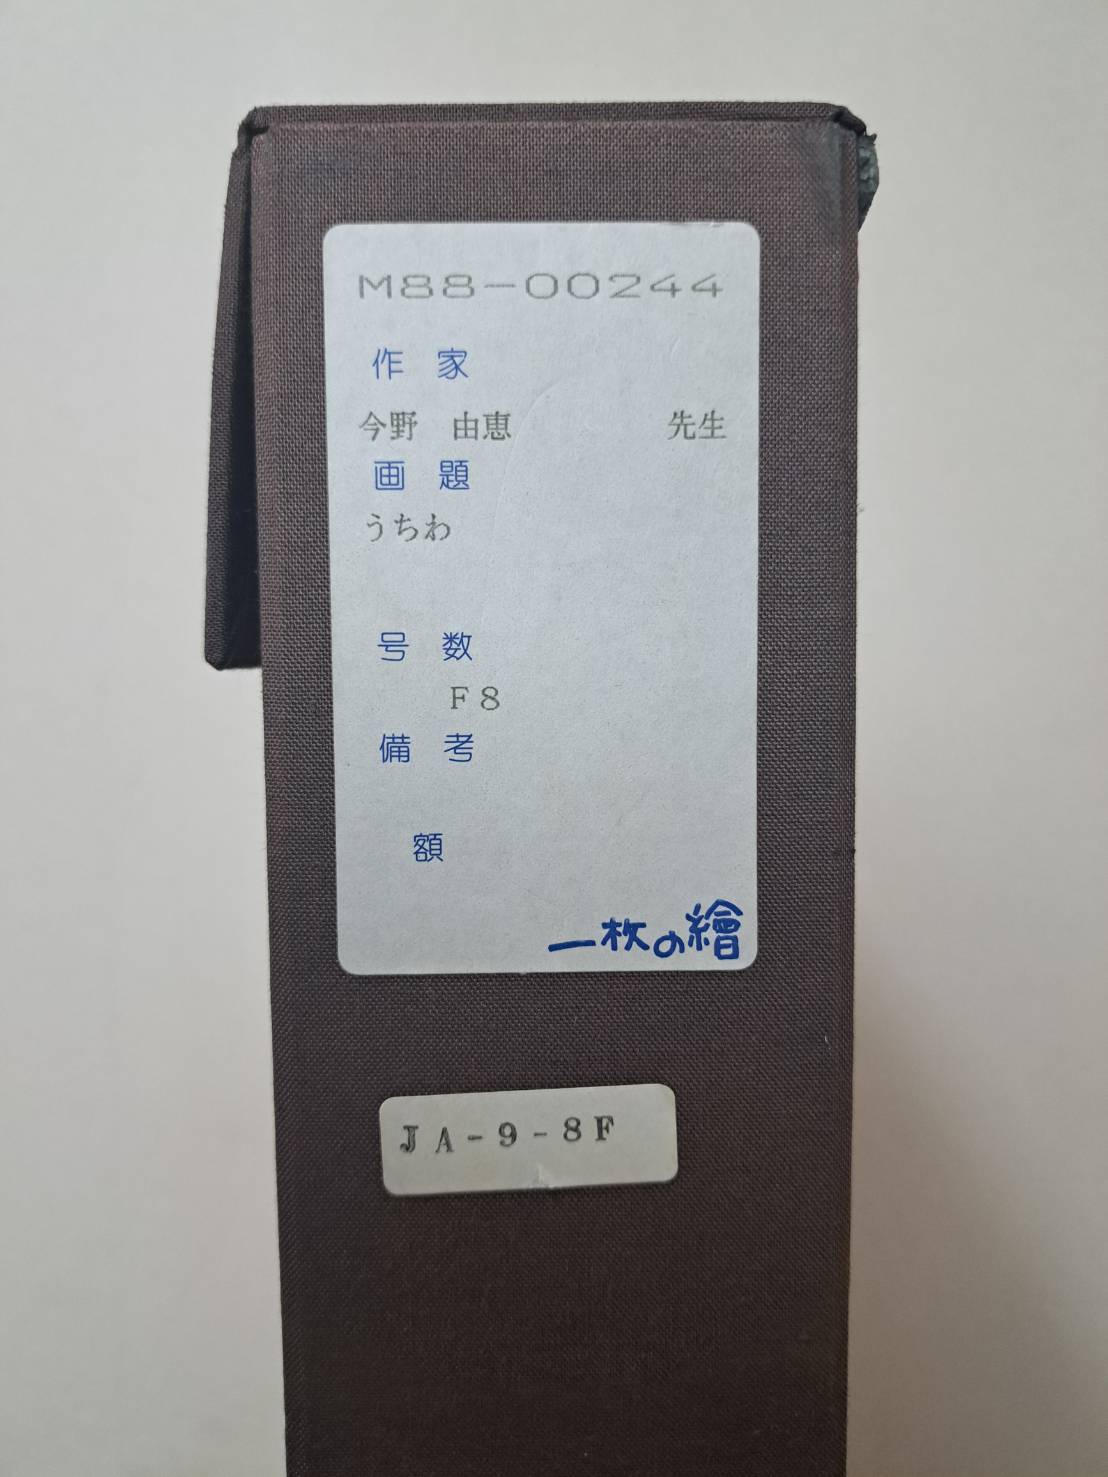 M88-00244
作家
今野　由恵　先生
画題
うちわ
号数
F8
備考
額
一枚の繪
JA-9-8F